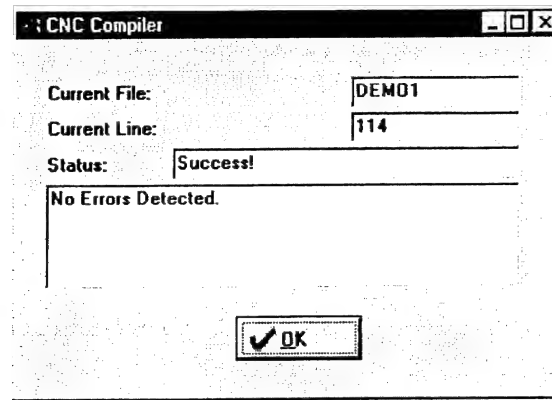 CNC Compiler
Current File: DEMO1
Current Line: 114
Status: Success!
No Errors Detected.
OK